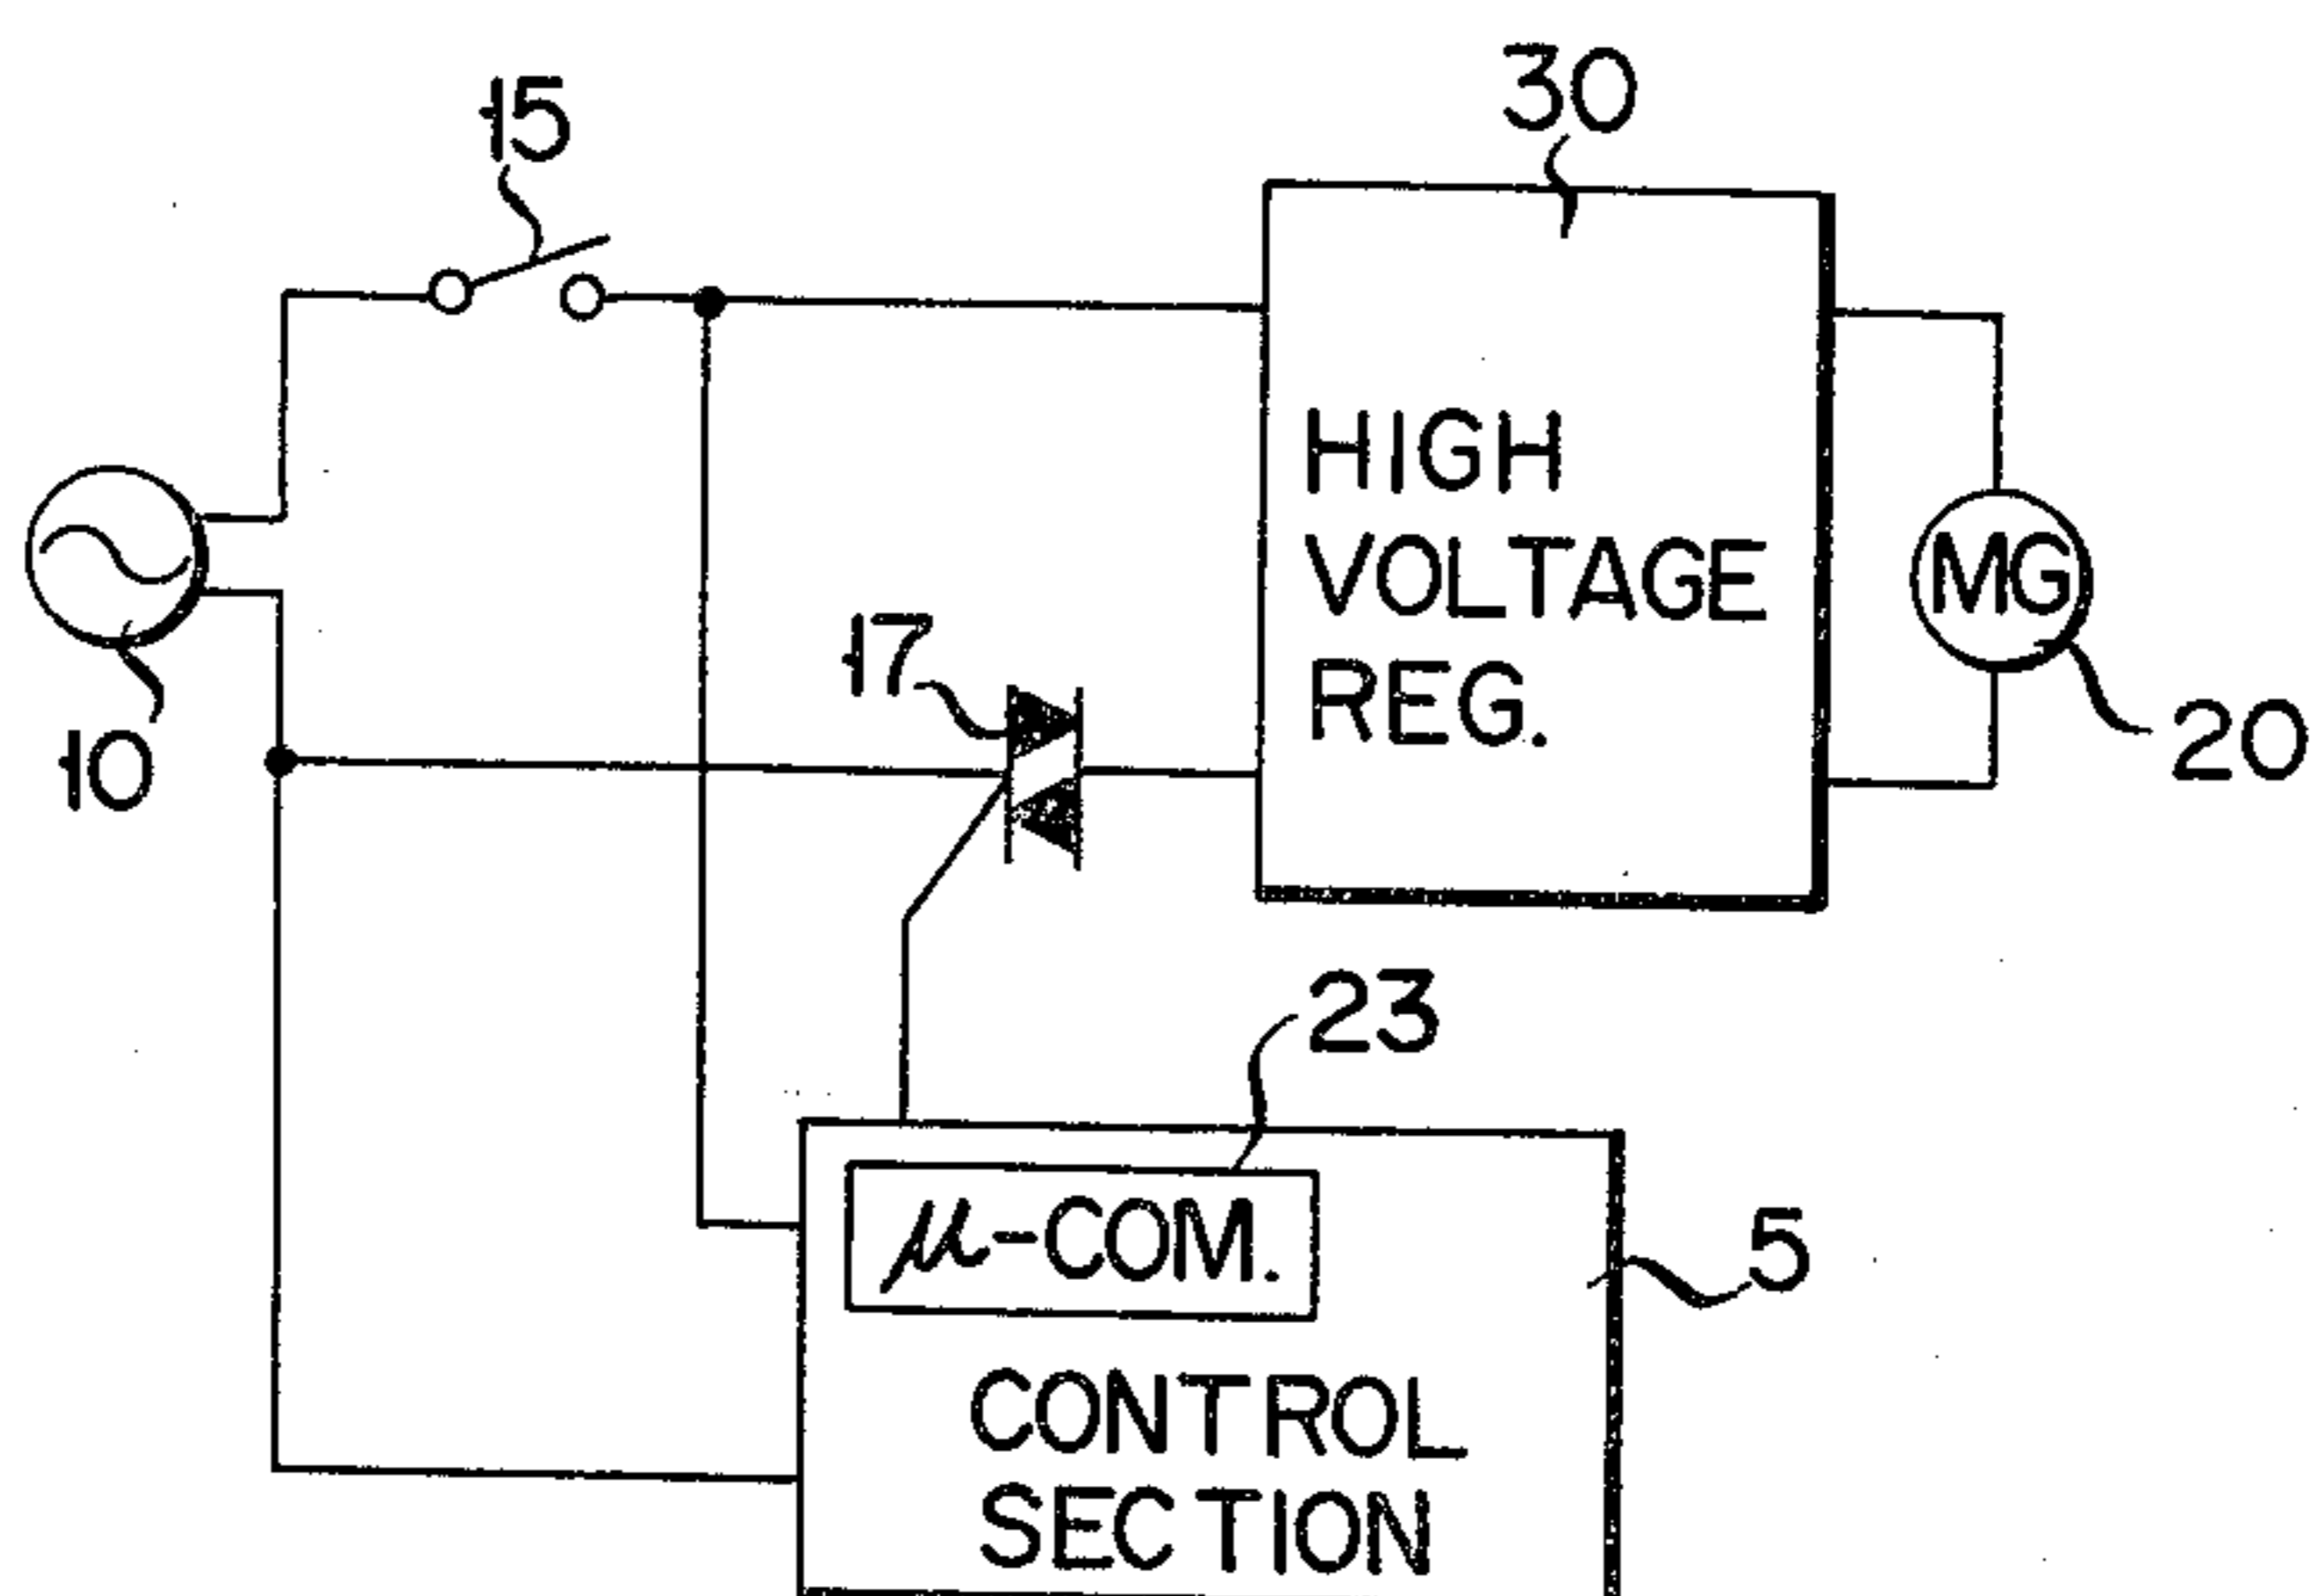 15
30
HIGH
VOLTAGE
REG.
MG
17
20
10
23
μ-COM.
5
CONTROL
SECTION